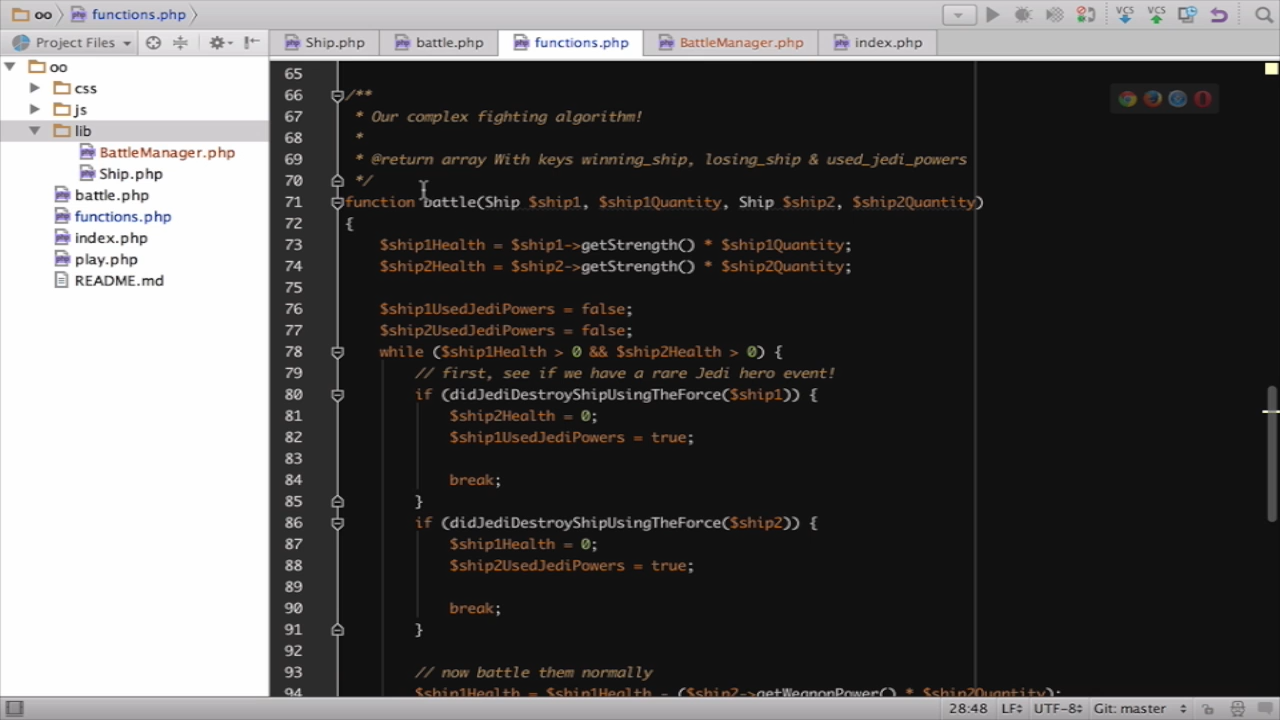 oo functions.php VCS VCS
Project Files Ship.php battle.php functions.php BattleManager.php index.php
oo
css
js
lib
BattleManager.php
Ship.php
battle.php
functions.php
index.php
play.php
README.md
65
66 /**
67 * Our complex fighting algorithm!
68 *
69 * @return array With keys winning_ship, losing_ship & used_jedi_powers
70 */
71 function battle(Ship $ship1, $ship1Quantity, Ship $ship2, $ship2Quantity)
72 {
73 $ship1Health = $ship1->getStrength() * $ship1Quantity;
74 $ship2Health = $ship2->getStrength() * $ship2Quantity;
75
76 $ship1UsedJediPowers = false;
77 $ship2UsedJediPowers = false;
78 while ($ship1Health > 0 && $ship2Health > 0) {
79 // first, see if we have a rare Jedi hero event!
80 if (didJediDestroyShipUsingTheForce($ship1)) {
81 $ship2Health = 0;
82 $ship1UsedJediPowers = true;
83
84 break;
85 }
86 if (didJediDestroyShipUsingTheForce($ship2)) {
87 $ship1Health = 0;
88 $ship2UsedJediPowers = true;
89
90 break;
91 }
92
93 // now battle them normally
94 $ship1Health = $ship1Health - ($ship2->getWeaponPower() * $ship2Quantity);
28:48 LF UTF-8 Git: master